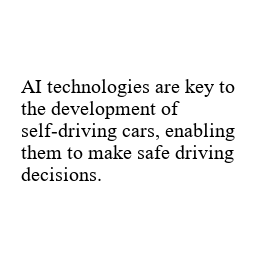 AI technologies are key to
the development of
self-driving cars, enabling
them to make safe driving
decisions.